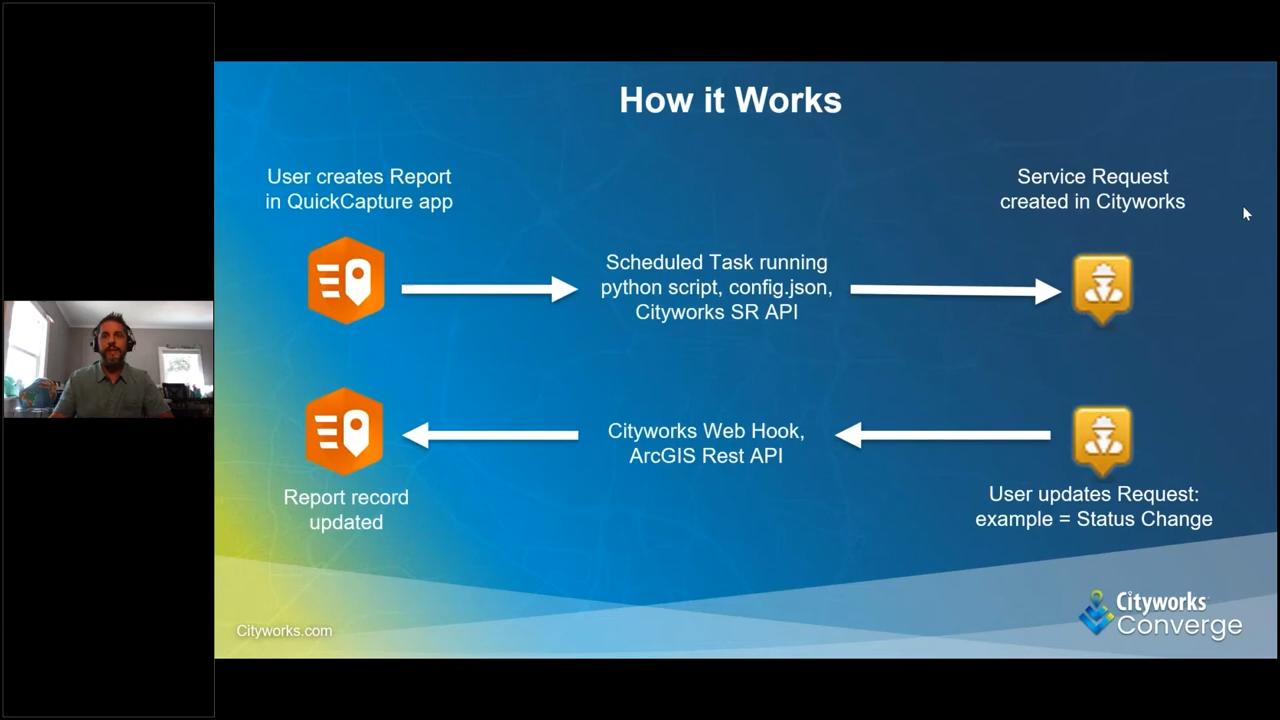 How it Works
User creates Report
in QuickCapture app
Service Request
created in Cityworks
Scheduled Task running
python script, config.json,
Cityworks SR API
Cityworks Web Hook,
ArcGIS Rest API
Report record
updated
User updates Request:
example = Status Change
Cityworks.com
Cityworks
Converge